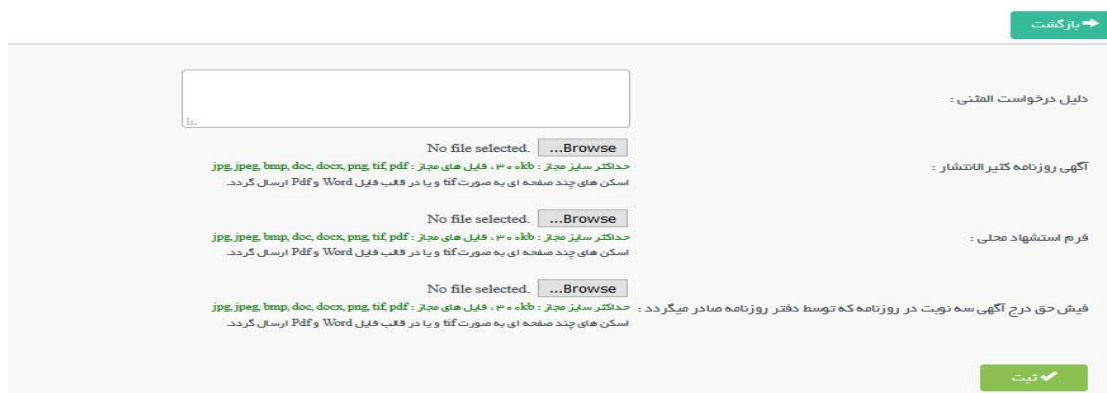 بازگشت
دلیل درخواست المثنی :
Browse... No file selected.
آگهی روزنامه کثیر الانتشار :
حداکثر سایز مجاز : ۳۰۰kb ، فایل های مجاز : jpg, jpeg, bmp, doc, docx, png, tif, pdf
اسکن های چند صفحه ای به صورت tif و یا در قالب فایل Word و Pdf ارسال گردد.
Browse... No file selected.
فرم استشهاد محلی :
حداکثر سایز مجاز : ۳۰۰kb ، فایل های مجاز : jpg, jpeg, bmp, doc, docx, png, tif, pdf
اسکن های چند صفحه ای به صورت tif و یا در قالب فایل Word و Pdf ارسال گردد.
Browse... No file selected.
فیش حق درج آگهی سه نوبت در روزنامه که توسط دفتر روزنامه صادر میگردد :
حداکثر سایز مجاز : ۳۰۰kb ، فایل های مجاز : jpg, jpeg, bmp, doc, docx, png, tif, pdf
اسکن های چند صفحه ای به صورت tif و یا در قالب فایل Word و Pdf ارسال گردد.
ثبت